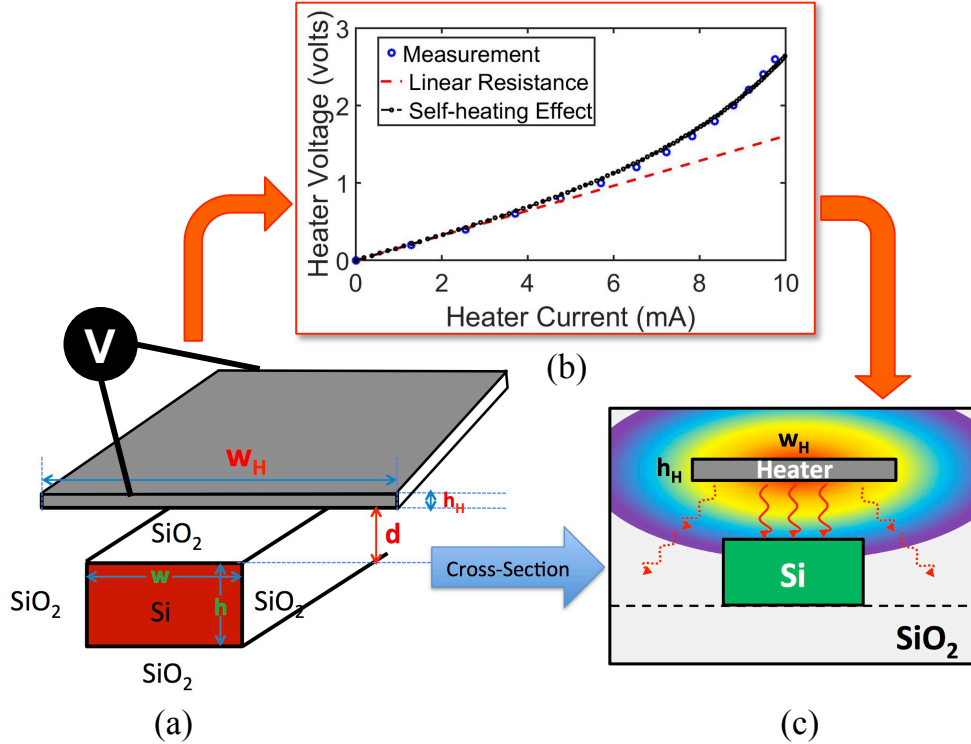 3
2
1
0
Heater Voltage (volts)
Measurement
Linear Resistance
Self-heating Effect
0 2 4 6 8 10
Heater Current (mA)
(b)
V
w_H
h_H
d
SiO₂
w
SiO₂
Si
h
SiO₂
SiO₂
(a)
Cross-Section
w_H
h_H
Heater
Si
SiO₂
(c)